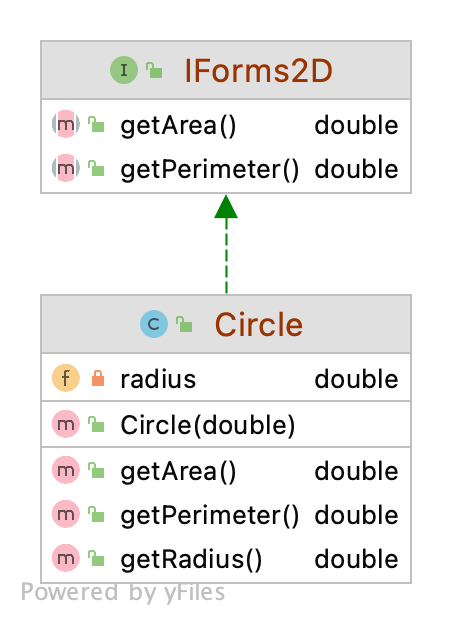 I IForms2D
m getArea() double
m getPerimeter() double
C Circle
f radius double
m Circle(double)
m getArea() double
m getPerimeter() double
m getRadius() double
Powered by yFiles